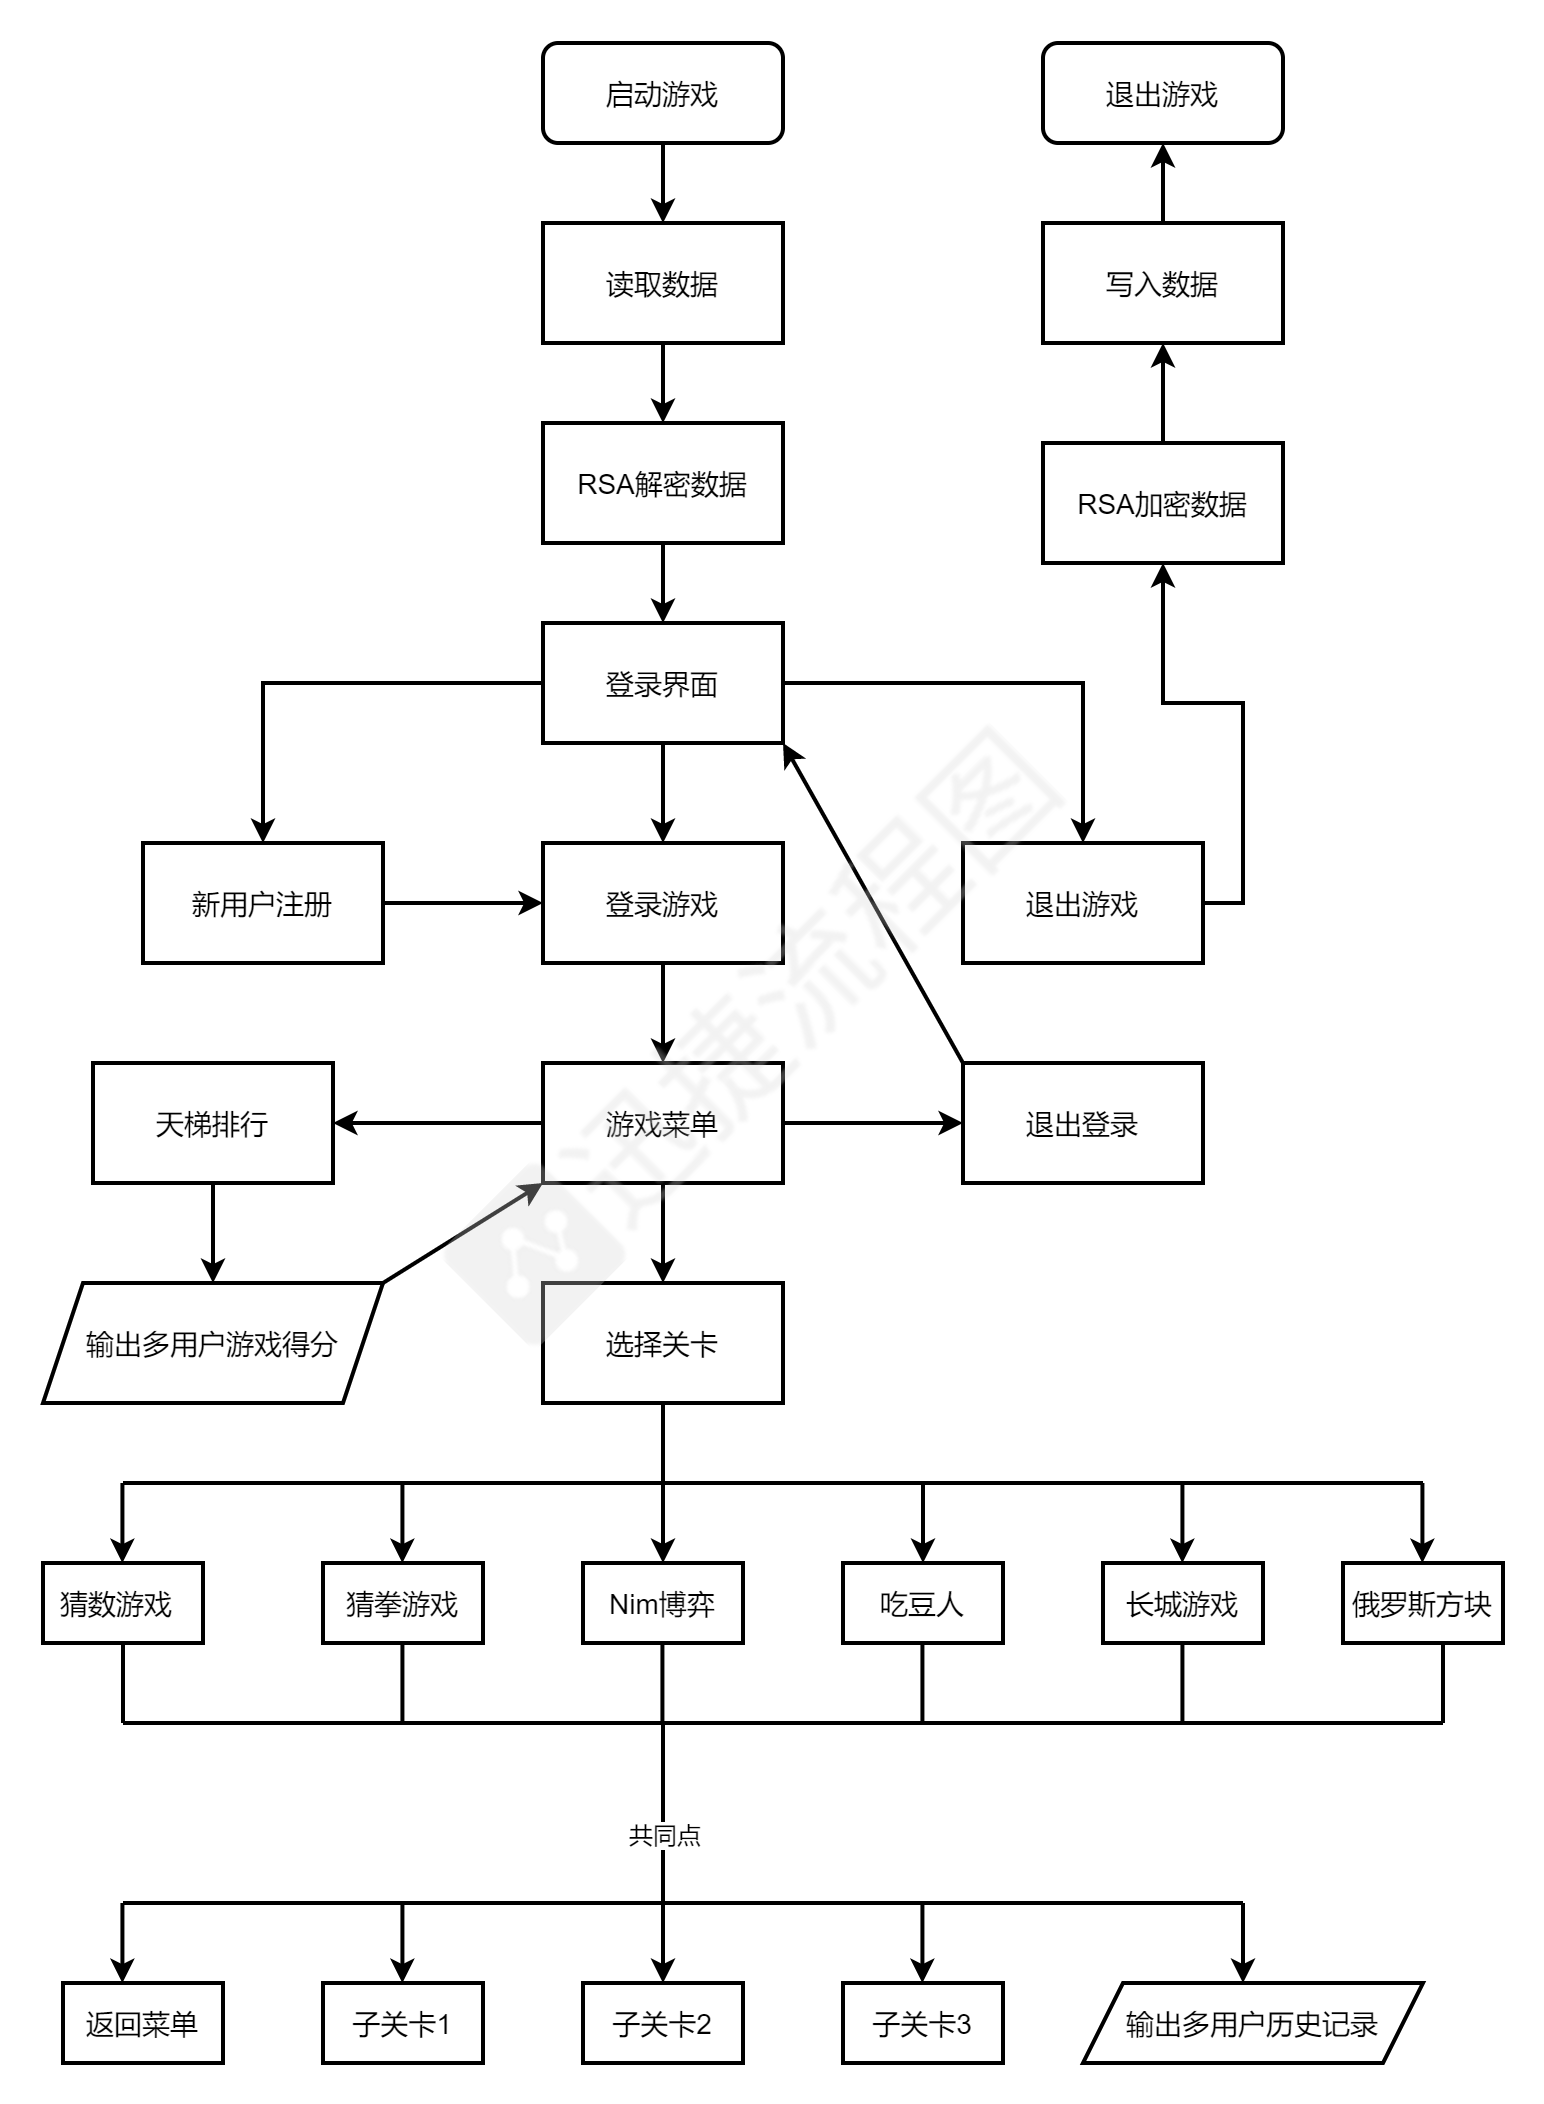 启动游戏
退出游戏
读取数据
写入数据
RSA解密数据
RSA加密数据
登录界面
新用户注册
登录游戏
退出游戏
天梯排行
游戏菜单
退出登录
输出多用户游戏得分
选择关卡
迅捷流程图
猜数游戏
猜拳游戏
Nim博弈
吃豆人
长城游戏
俄罗斯方块
共同点
返回菜单
子关卡1
子关卡2
子关卡3
输出多用户历史记录